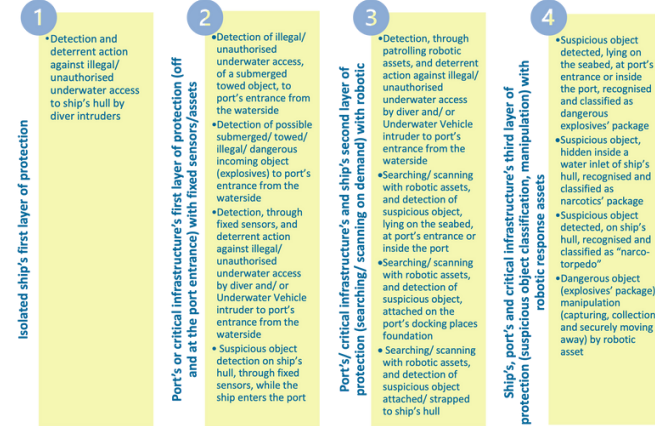 1
Isolated ship's first layer of protection
•Detection and
deterrent action
against illegal/
unauthorised
underwater access
to ship's hull by
diver intruders
2
Port's or critical infrastructure's first layer of protection (off
and at the port entrance) with fixed sensors/assets
•Detection of illegal/
unauthorised
underwater access,
of a submerged
towed object, to
port's entrance from
the waterside
•Detection of possible
submerged/ towed/
illegal/ dangerous
incoming object
(explosives) to port's
entrance from the
waterside
•Detection, through
fixed sensors, and
deterrent action
against illegal/
unauthorised
underwater access
by diver and/ or
Underwater Vehicle
intruder to port's
entrance from the
waterside
• Suspicious object
detection on ship's
hull, through fixed
sensors, while the
ship enters the port
3
Port's/ critical infrastructure's and ship's second layer of
protection (searching/ scanning on demand) with robotic
•Detection, through
patrolling robotic
assets, and deterrent
action against illegal/
unauthorised
underwater access
by diver and/ or
Underwater Vehicle
intruder to port's
entrance from the
waterside
•Searching/ scanning
with robotic assets,
and detection of
suspicious object,
lying on the seabed,
at port's entrance or
inside the port
•Searching/ scanning
with robotic assets,
and detection of
suspicious object,
attached on the
port's docking places
foundation
• Searching/ scanning
with robotic assets,
and detection of
suspicious object
attached/ strapped
to ship's hull
4
Ship's, port's and critical infrastructure's third layer of
protection (suspicious object classification, manipulation) with
robotic response assets
•Suspicious object
detected, lying on
the seabed, at port's
entrance or inside
the port, recognised
and classified as
dangerous
explosives' package
•Suspicious object,
hidden inside a
water inlet of ship's
hull, recognised and
classified as
narcotics' package
•Suspicious object
detected, on ship's
hull, recognised and
classified as "narco-
torpedo"
•Dangerous object
(explosives' package)
manipulation
(capturing, collection
and securely moving
away) by robotic
asset